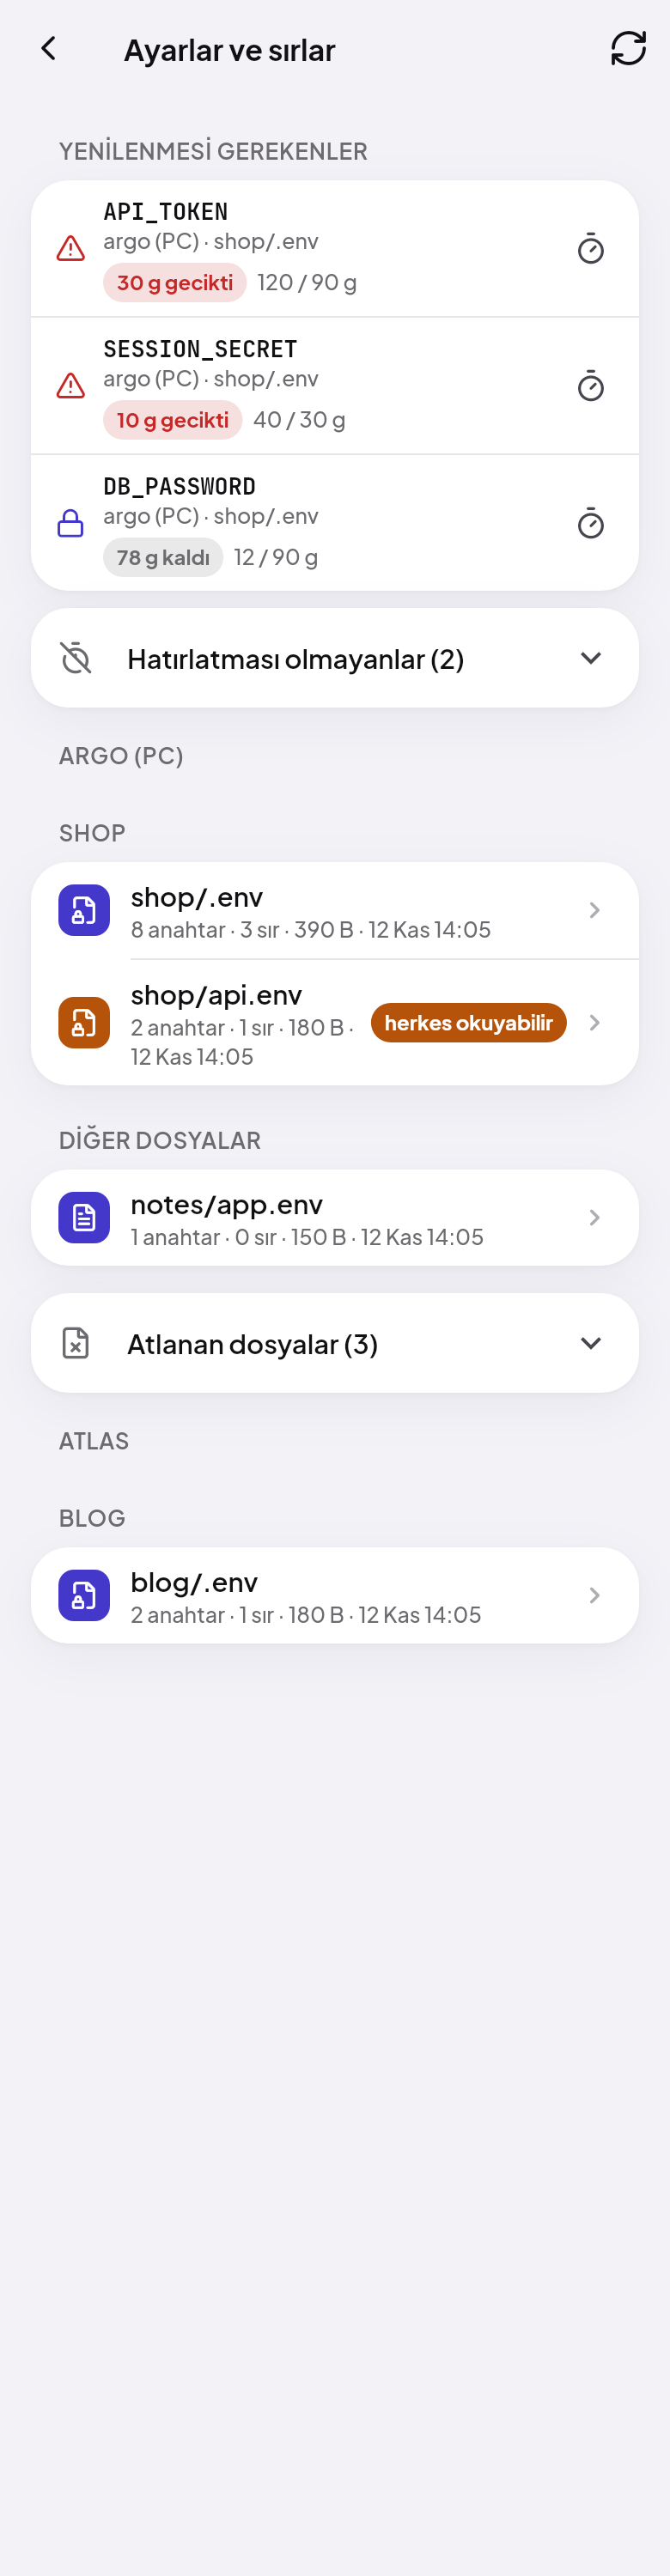 Ayarlar ve sırlar
YENİLENMESİ GEREKENLER
API_TOKEN
argo (PC) · shop/.env
30 g gecikti 120 / 90 g
SESSION_SECRET
argo (PC) · shop/.env
10 g gecikti 40 / 30 g
DB_PASSWORD
argo (PC) · shop/.env
78 g kaldı 12 / 90 g
Hatırlatması olmayanlar (2)
ARGO (PC)
SHOP
shop/.env
8 anahtar · 3 sır · 390 B · 12 Kas 14:05
shop/api.env
2 anahtar · 1 sır · 180 B ·
12 Kas 14:05
herkes okuyabilir
DİĞER DOSYALAR
notes/app.env
1 anahtar · 0 sır · 150 B · 12 Kas 14:05
Atlanan dosyalar (3)
ATLAS
BLOG
blog/.env
2 anahtar · 1 sır · 180 B · 12 Kas 14:05